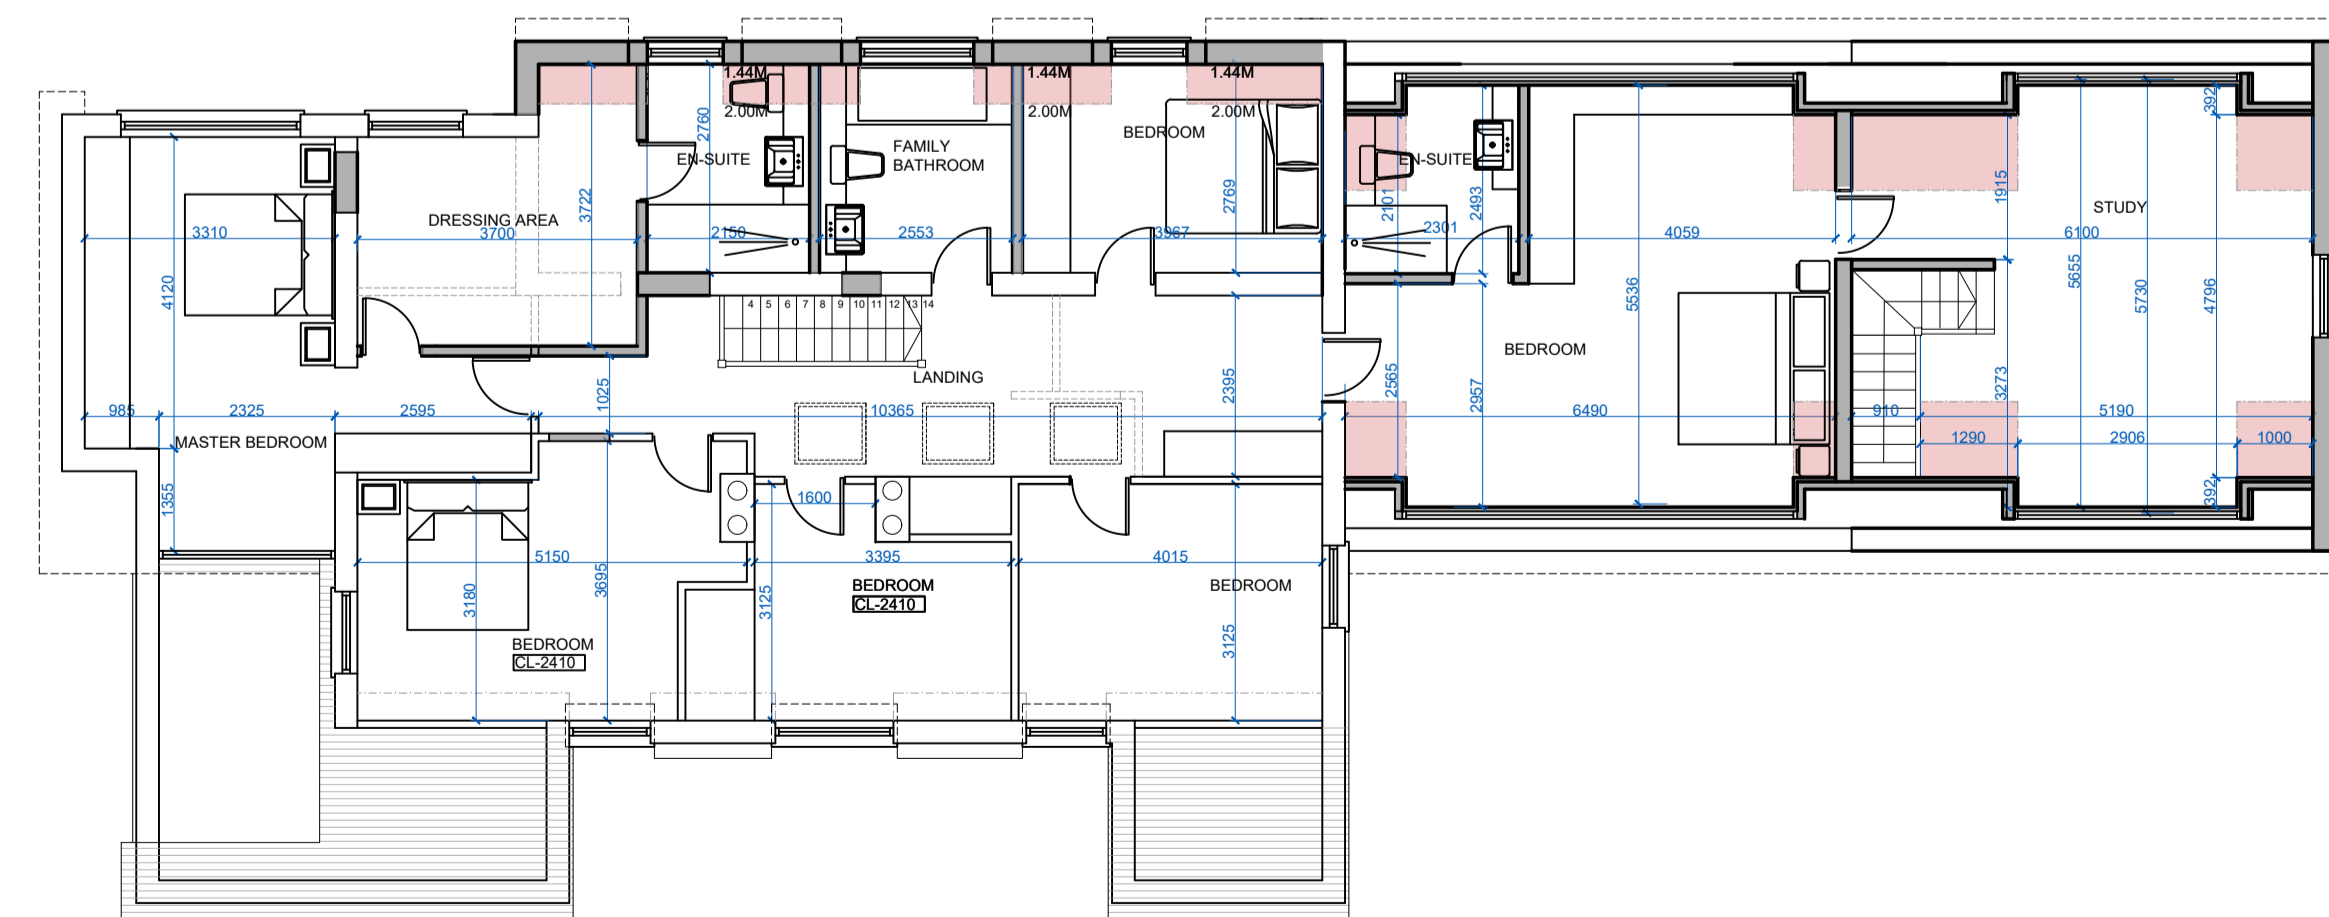 1.44M
1.44M
1.44M
392
2.00M
2.00M
2.00M
2760
BEDROOM
FAMILY
BATHROOM
EN-SUITE
EN-SUITE
DRESSING AREA
3722
2769
2101
2493
1915
STUDY
3310
3700
2150
2553
3967
2301
4059
6100
4120
5655
5730
4796
5536
4 5 6 7 8 9 10 11 12 13 14
BEDROOM
LANDING
1025
2395
2565
2957
3273
985
2325
2595
10365
6490
910
5190
MASTER BEDROOM
1290
2906
1000
1355
1600
392
5150
3395
4015
3180
3695
3125
BEDROOM
CL-2410
BEDROOM
3125
BEDROOM
CL-2410